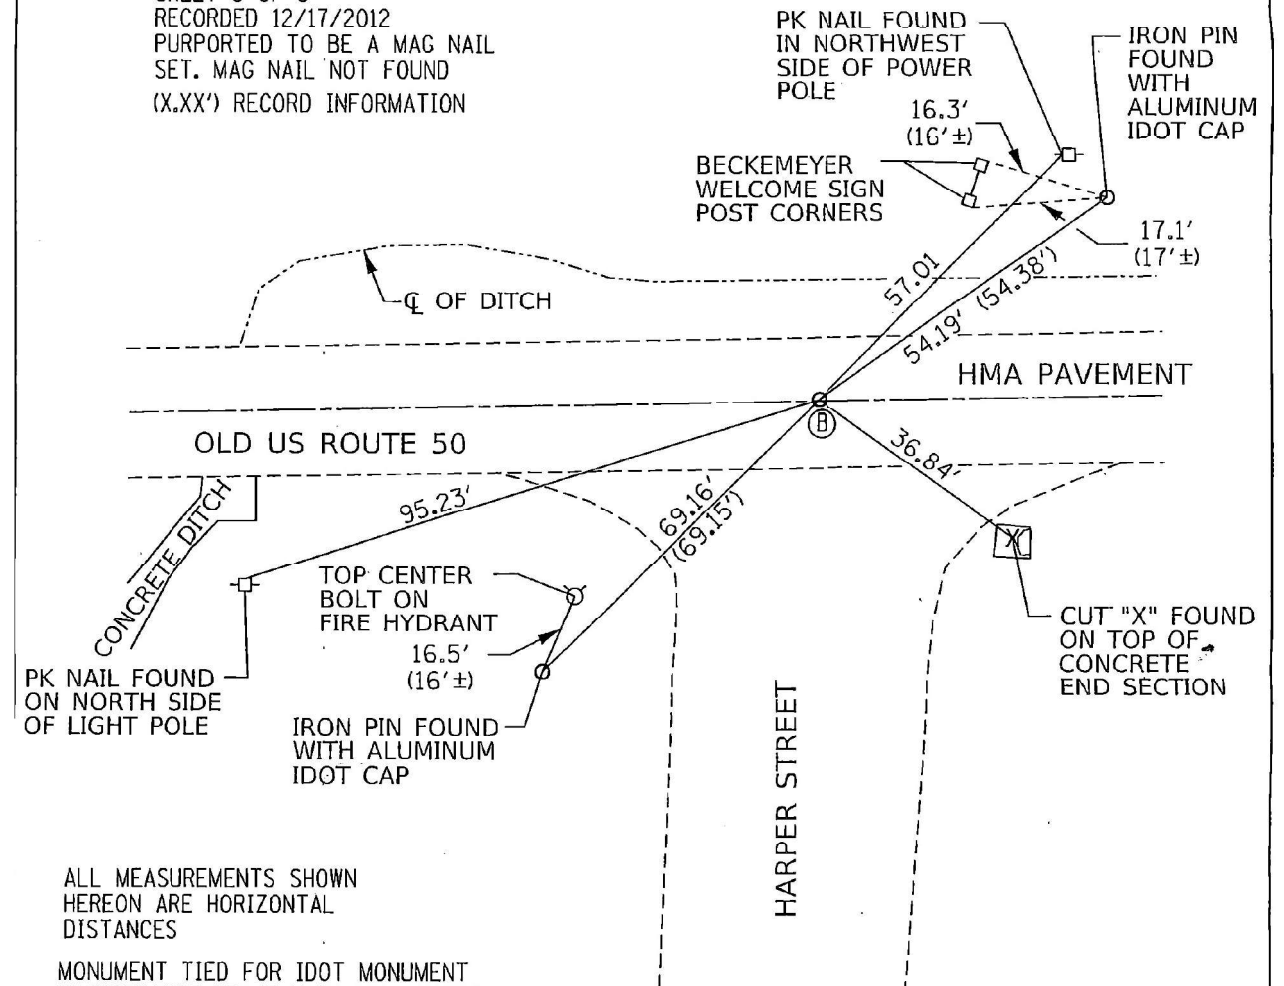 RECORDED 12/17/2012
PURPORTED TO BE A MAG NAIL
SET. MAG NAIL NOT FOUND
(X.XX') RECORD INFORMATION
PK NAIL FOUND
IN NORTHWEST
SIDE OF POWER
POLE
IRON PIN
FOUND
WITH
ALUMINUM
IDOT CAP
16.3'
(16'±)
BECKEMEYER
WELCOME SIGN
POST CORNERS
17.1'
(17'±)
57.01
54.19' (54.38')
℄ OF DITCH
HMA PAVEMENT
B
OLD US ROUTE 50
36.84'
95.23'
69.16'
(69.15')
CONCRETE DITCH
X
TOP CENTER
BOLT ON
FIRE HYDRANT
16.5'
(16'±)
CUT "X" FOUND
ON TOP OF
CONCRETE
END SECTION
PK NAIL FOUND
ON NORTH SIDE
OF LIGHT POLE
IRON PIN FOUND
WITH ALUMINUM
IDOT CAP
HARPER STREET
ALL MEASUREMENTS SHOWN
HEREON ARE HORIZONTAL
DISTANCES
MONUMENT TIED FOR IDOT MONUMENT